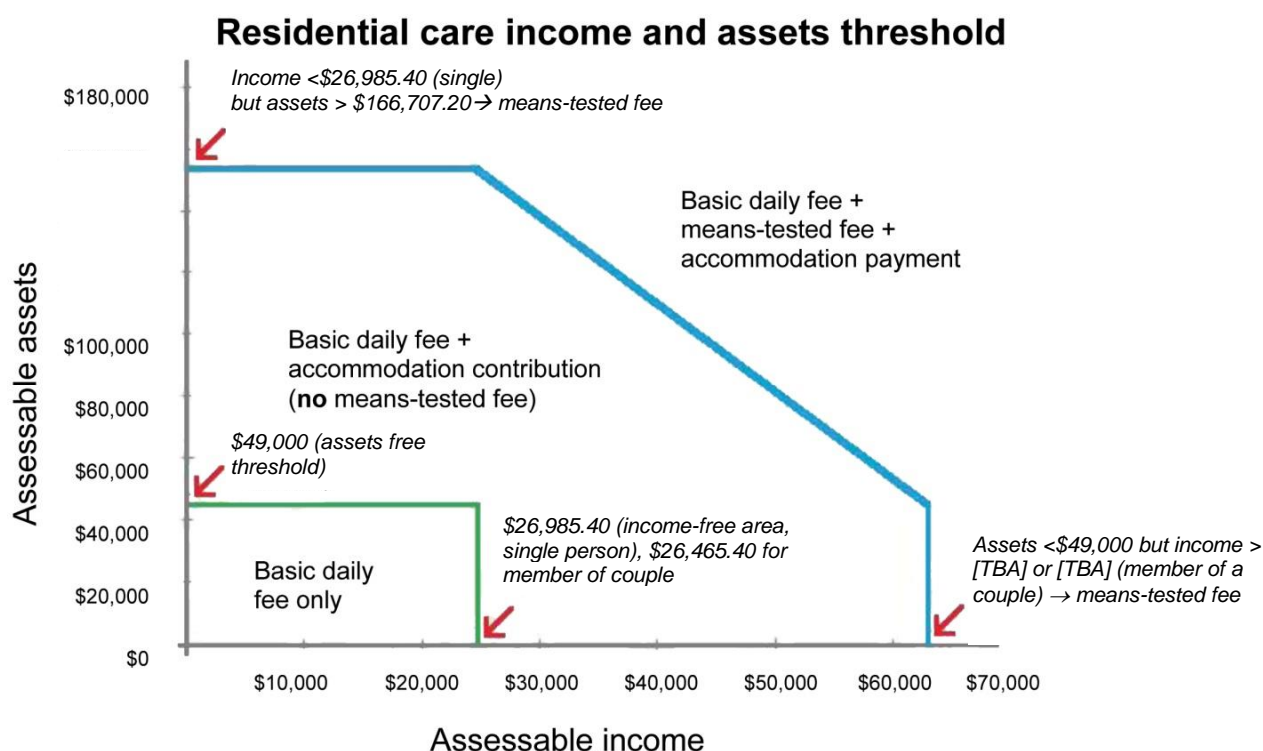 Residential care income and assets threshold
Income <$26,985.40 (single)
but assets > $166,707.20→ means-tested fee
$180,000
Basic daily fee +
means-tested fee +
accommodation payment
Assessable assets
$100,000
Basic daily fee +
accommodation contribution
(no means-tested fee)
$80,000
$49,000 (assets free
threshold)
$60,000
$40,000
$26,985.40 (income-free area,
single person), $26,465.40 for
member of couple
Assets <$49,000 but income >
[TBA] or [TBA] (member of a
couple) → means-tested fee
Basic daily
fee only
$20,000
$0
$10,000
$20,000
$30,000
$40,000
$50,000
$60,000
$70,000
Assessable income